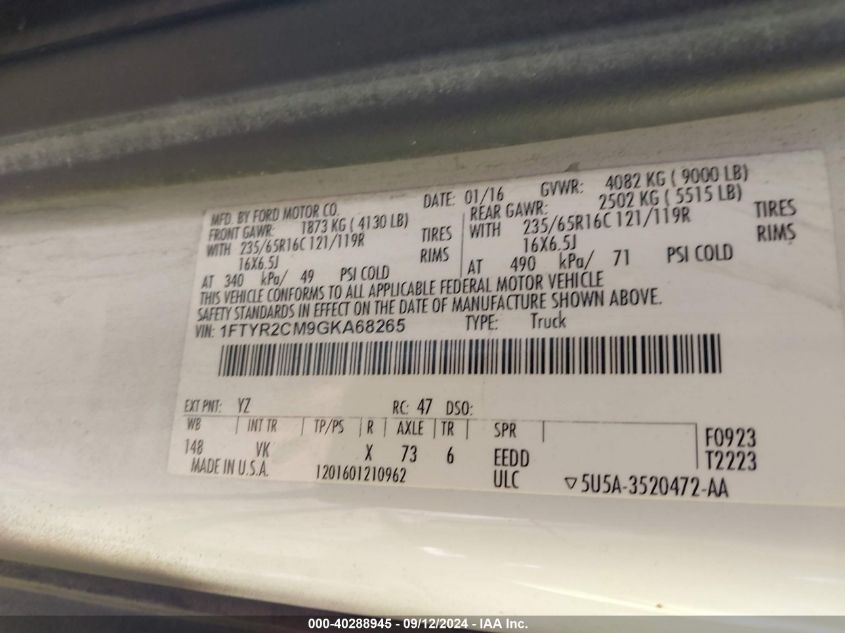 MFD. BY FORD MOTOR CO. DATE: 01/16 GVWR: 4082 KG ( 9000 LB)
FRONT GAWR: 1873 KG ( 4130 LB) REAR GAWR: 2502 KG ( 5515 LB)
WITH 235/65R16C 121/119R TIRES WITH 235/65R16C 121/119R TIRES
16X6.5J RIMS 16X6.5J RIMS
AT 340 kPa/ 49 PSI COLD AT 490 kPa/ 71 PSI COLD
THIS VEHICLE CONFORMS TO ALL APPLICABLE FEDERAL MOTOR VEHICLE
SAFETY STANDARDS IN EFFECT ON THE DATE OF MANUFACTURE SHOWN ABOVE.
VIN: 1FTYR2CM9GKA68265 TYPE: Truck
EXT PNT: YZ RC: 47 DSO:
WB INT TR TP/PS R AXLE TR SPR F0923
148 VK X 73 6 EEDD T2223
MADE IN U.S.A. 1201601210962 ULC ▽5U5A-3520472-AA
000-40288945 - 09/12/2024 - IAA Inc.